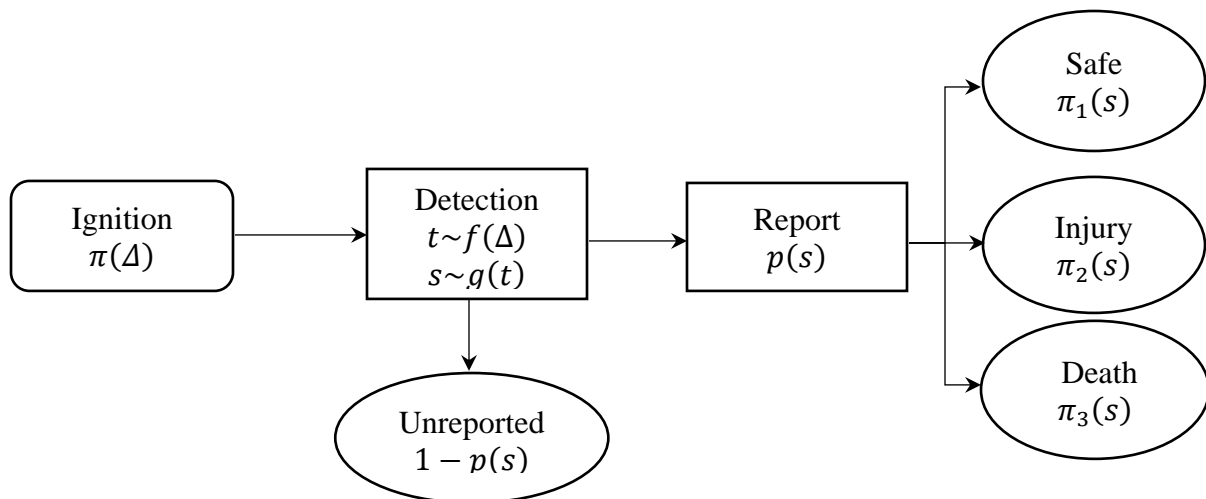 Ignition
π(Δ)
Detection
t~f(Δ)
s~g(t)
Unreported
1 − p(s)
Report
p(s)
Safe
π₁(s)
Injury
π₂(s)
Death
π₃(s)